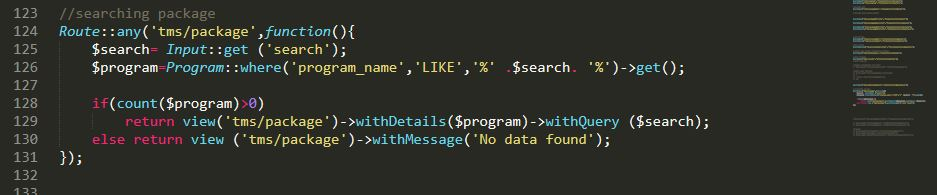 123 //searching package
124 Route::any('tms/package',function(){
125     $search= Input::get ('search');
126     $program=Program::where('program_name','LIKE','%' .$search. '%')->get();
127
128     if(count($program)>0)
129         return view('tms/package')->withDetails($program)->withQuery ($search);
130     else return view ('tms/package')->withMessage('No data found');
131 });
132
133